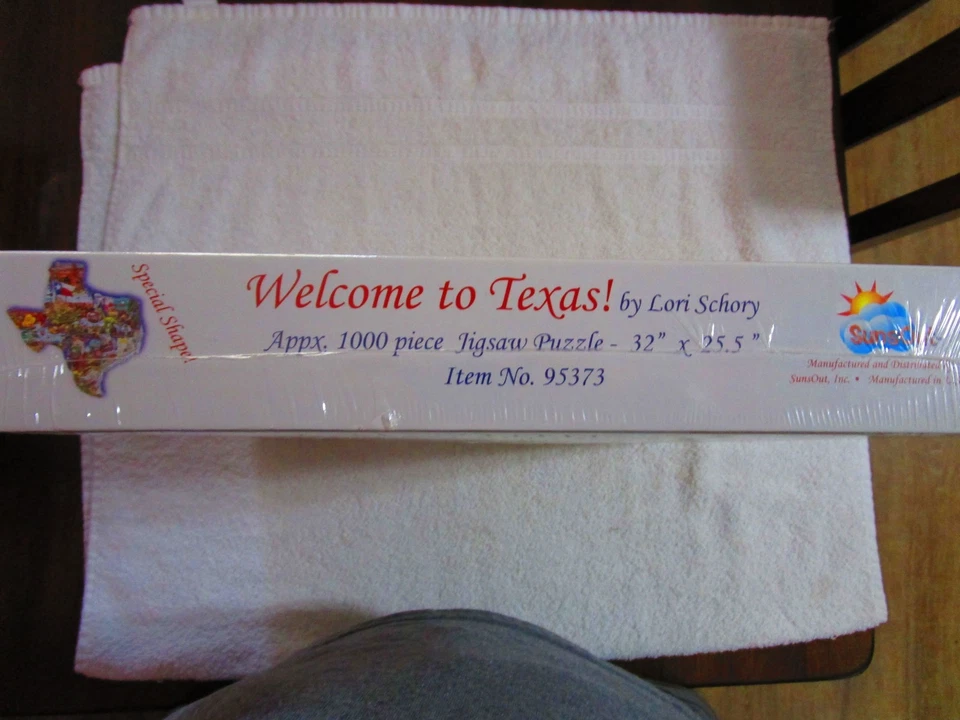 Special Shape!
Welcome to Texas! by Lori Schory
Appx. 1000 piece Jigsaw Puzzle - 32" x 25.5 "
Item No. 95373
SunsOut
Manufactured and Distributed
SunsOut, Inc. • Manufactured in